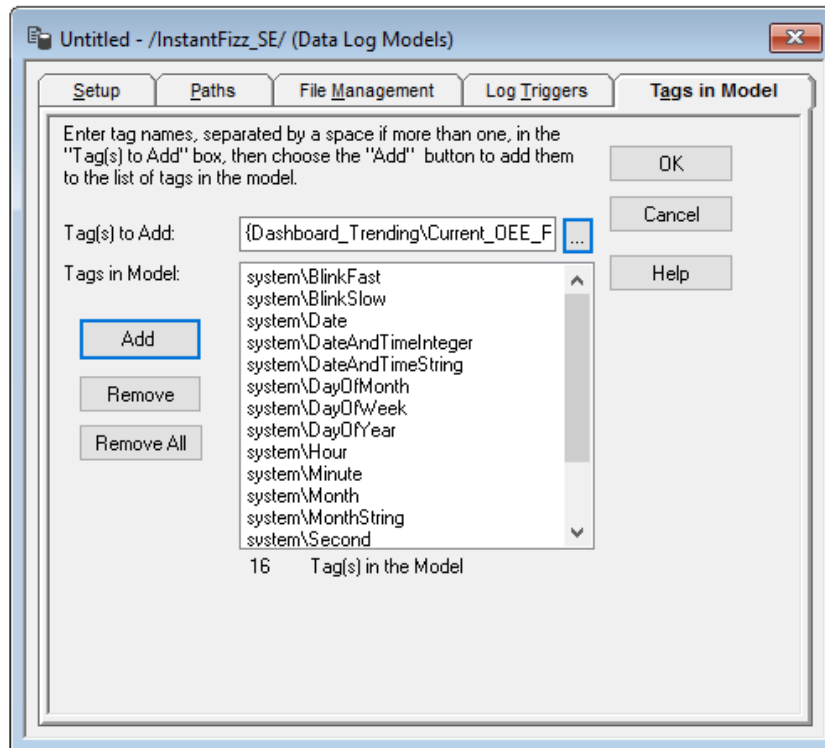 Untitled - /InstantFizz_SE/ (Data Log Models)
Setup Paths File Management Log Triggers Tags in Model
Enter tag names, separated by a space if more than one, in the
"Tag(s) to Add" box, then choose the "Add" button to add them
to the list of tags in the model.
OK
Cancel
Help
Tag(s) to Add: {Dashboard_Trending\Current_OEE_F ...
Tags in Model:
system\BlinkFast
system\BlinkSlow
system\Date
system\DateAndTimeInteger
system\DateAndTimeString
system\DayOfMonth
system\DayOfWeek
system\DayOfYear
system\Hour
system\Minute
system\Month
system\MonthString
system\Second
Add
Remove
Remove All
16 Tag(s) in the Model